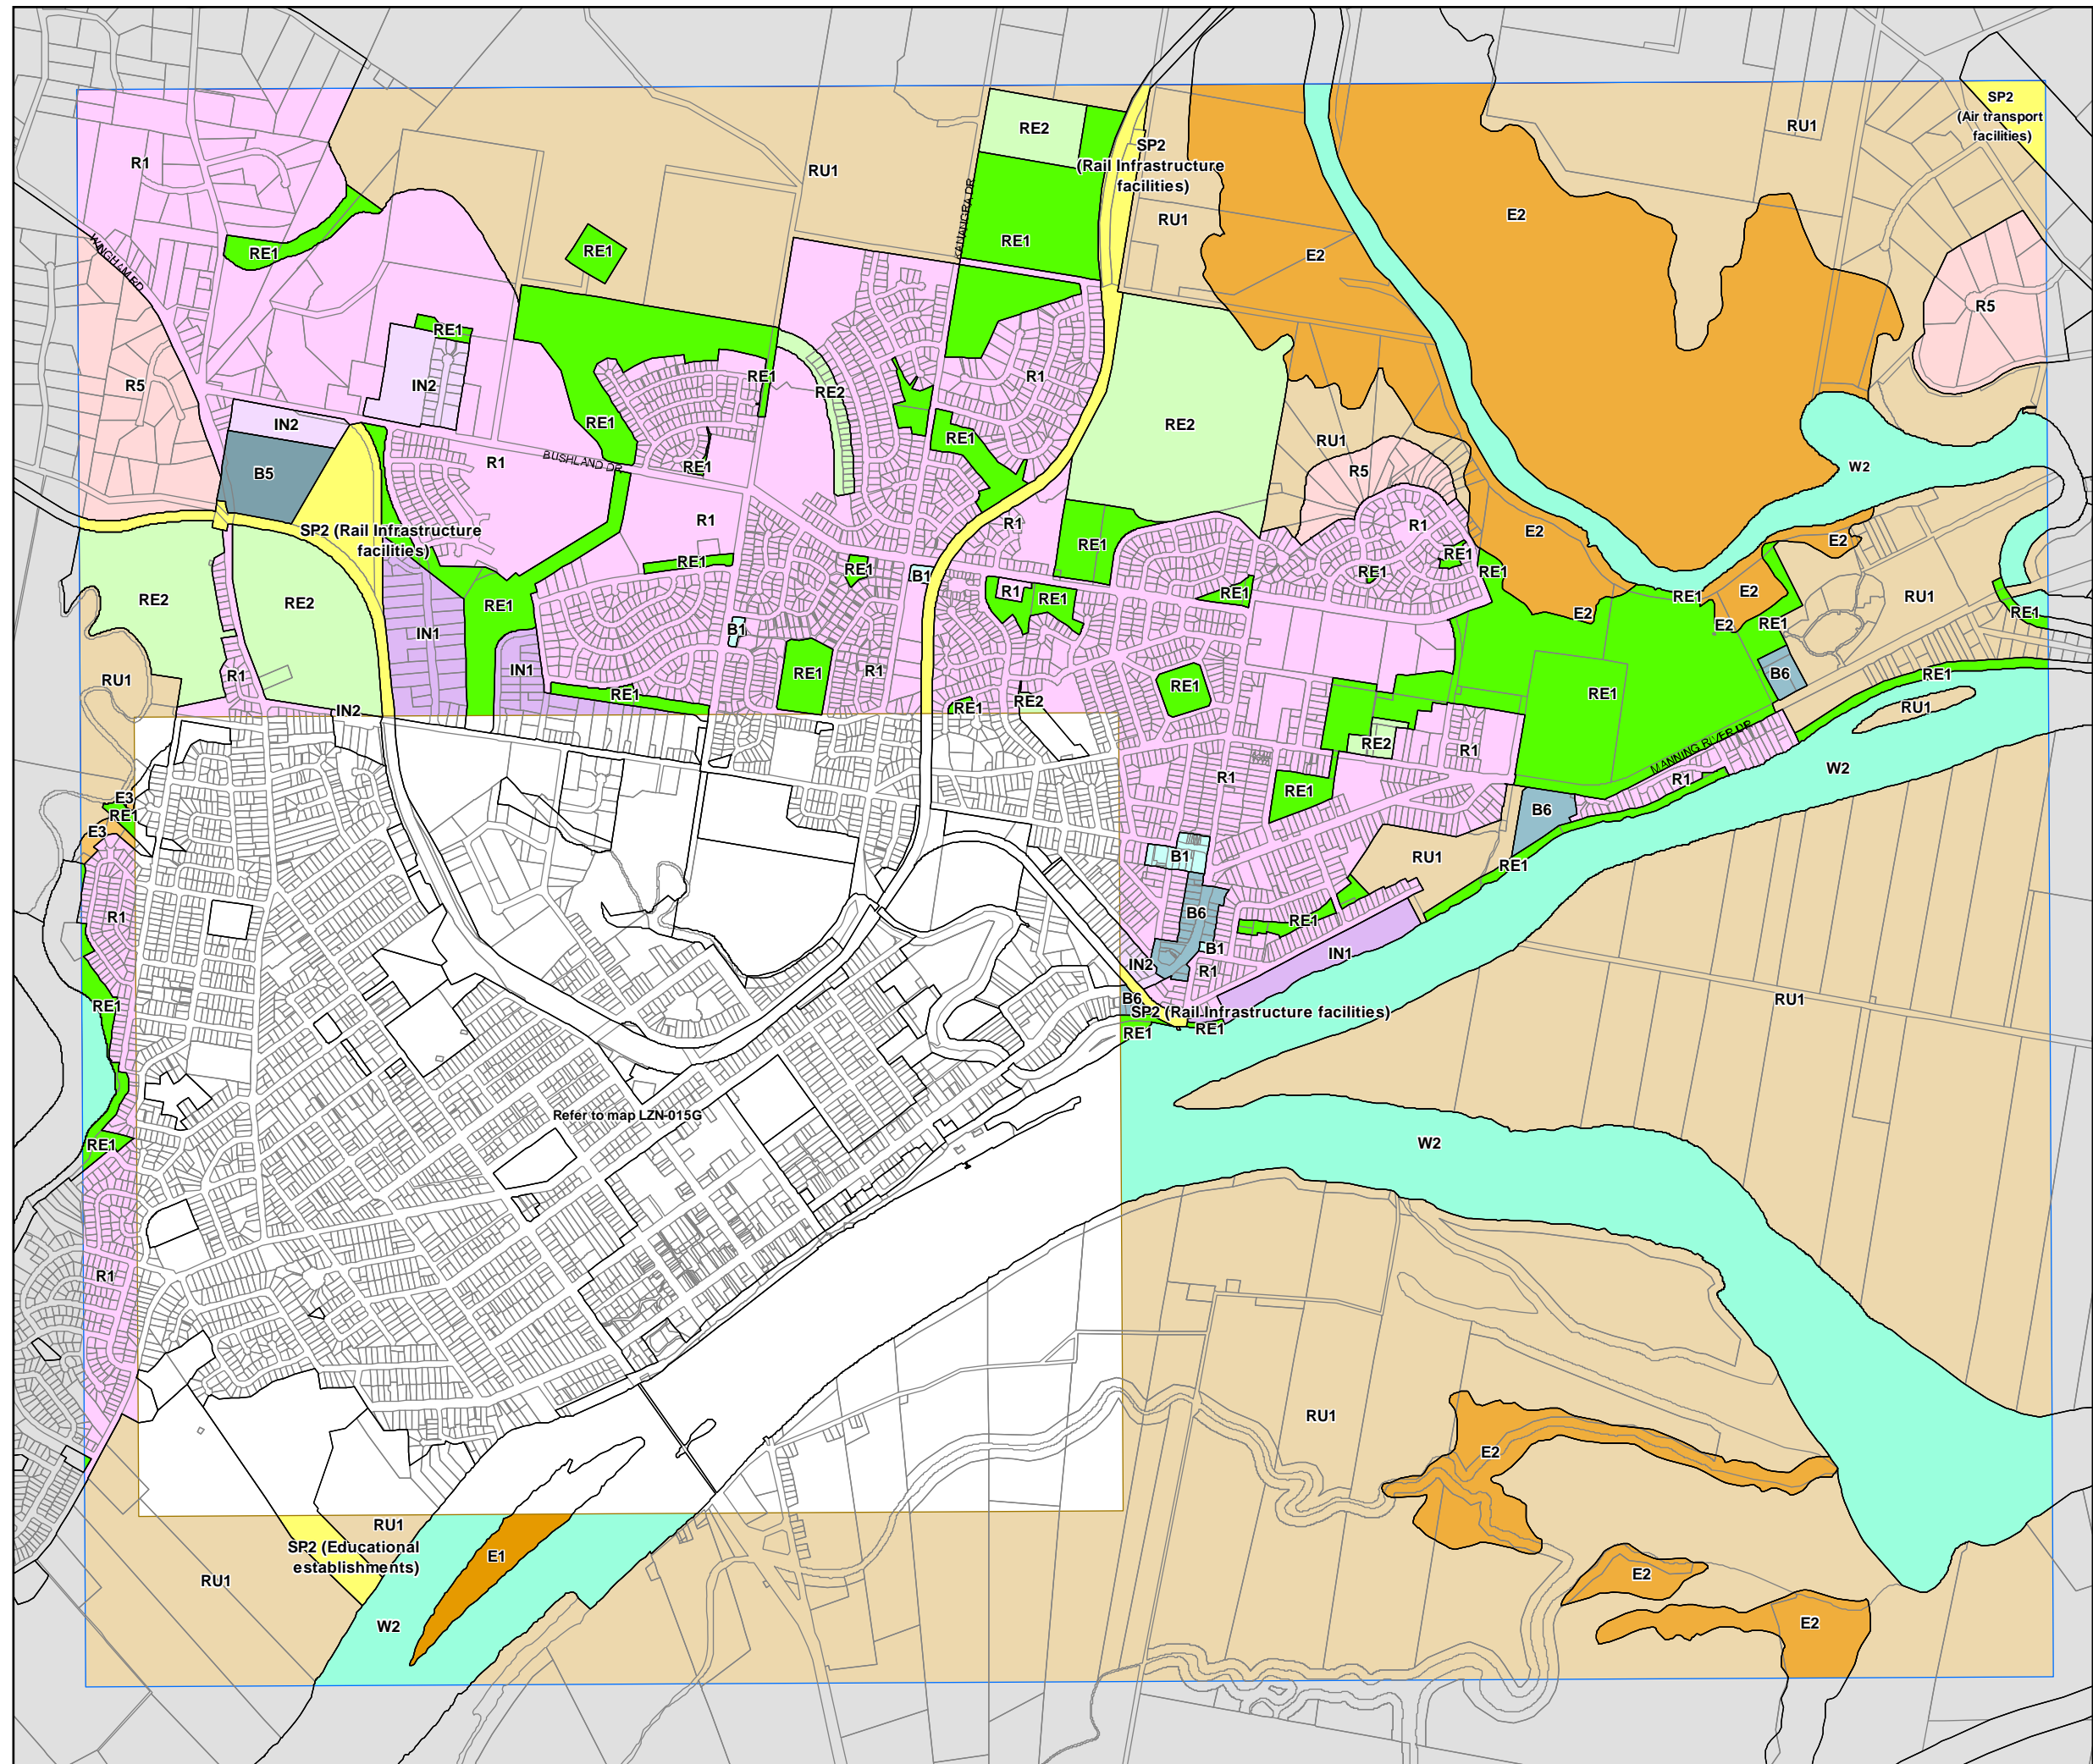 SP2
(Air transport
facilities)
RE2
RU1
SP2
(Rail Infrastructure
facilities)
R1
RU1
KANANGRA DR
E2
RU1
RE1
RE1
RE1
E2
WINGHAM RD
R5
RE1
R5
IN2
RE1
RE2
R1
IN2
RE1
RE2
RE1
RU1
B5
R1
BUSHLAND DR
RE1
R5
W2
R1
R1
R1
SP2 (Rail Infrastructure
facilities)
E2
E2
RE1
RE1
RE1
RE1
B1
RE1
RE1
RE2
RE2
RE1
R1
RE1
RE1
RE1
E2
RU1
IN1
B1
E2
E2
RE1
RE1
R1
IN1
RE1
R1
RU1
RE1
RE1
B6
RE1
IN2
RE1
RE2
RU1
RE2
R1
MANNING RIVER DR
R1
R1
W2
E3
RE1
RE1
B6
E3
B1
RU1
RE1
R1
B6
RE1
B1
IN1
IN2
R1
RE1
B6
RU1
SP2 (Rail Infrastructure facilities)
RE1
RE1
Refer to map LZN-015G
RE1
W2
R1
RU1
E2
RU1
SP2 (Educational
establishments)
E1
RU1
E2
W2
E2